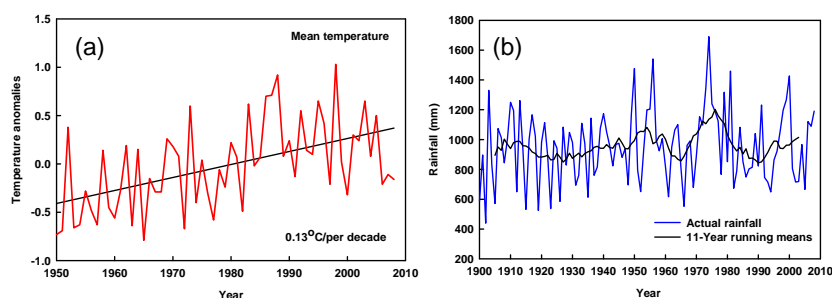 (a)
Mean temperature
Temperature anomalies
1.5
1.0
0.5
0.0
-0.5
-1.0
0.13°C/per decade
1950 1960 1970 1980 1990 2000 2010
Year
(b)
Rainfall (mm)
1800
1600
1400
1200
1000
800
600
400
200
0
Actual rainfall
11-Year running means
1900 1910 1920 1930 1940 1950 1960 1970 1980 1990 2000 2010
Year